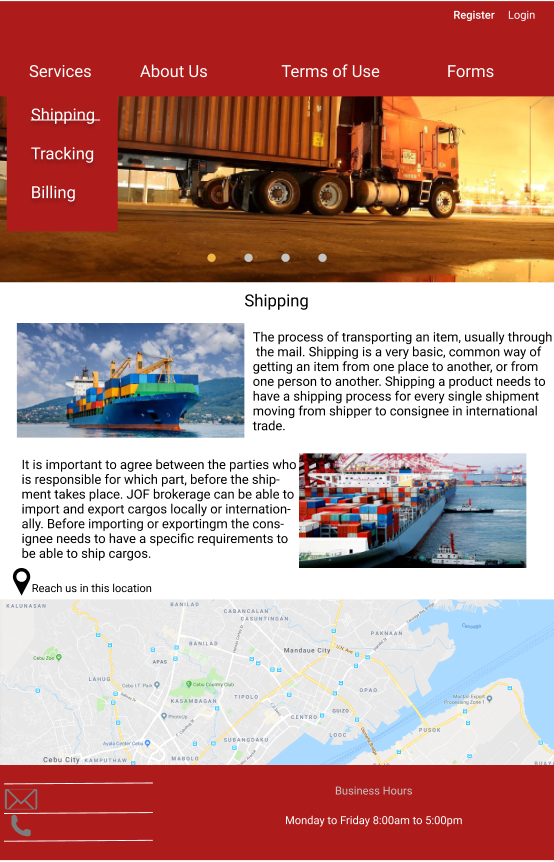 Register Login
Services About Us Terms of Use Forms
Shipping
Tracking
Billing
Shipping
The process of transporting an item, usually through
the mail. Shipping is a very basic, common way of
getting an item from one place to another, or from
one person to another. Shipping a product needs to
have a shipping process for every single shipment
moving from shipper to consignee in international
trade.
It is important to agree between the parties who
is responsible for which part, before the ship-
ment takes place. JOF brokerage can be able to
import and export cargos locally or internation-
ally. Before importing or exportingm the cons-
ignee needs to have a specific requirements to
be able to ship cargos.
Reach us in this location
KALUNASAN
BANILAD
CABANCALAN
CASUNTINGAN
PAKNAAN
BANILAD
Mandaue City
Cebu Zoo
APAS
LAHUG
Cebu I.T. Park
Cebu Country Club
TIPOLO
OPAO
KASAMBAGAN
GUIZO
CENTRO
Mactan Export
Processing Zone 1
PUSOK
LOOC
SUBANGDAKU
Ayala Center Cebu
Cebu City
KAMPUTHAW
MABOLO
Business Hours
Monday to Friday 8:00am to 5:00pm